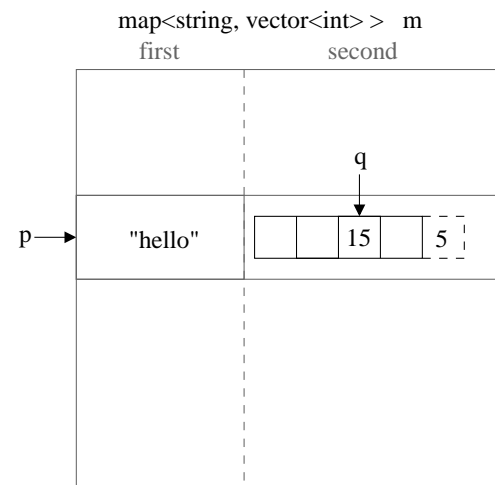 map<string, vector<int> >  m
first second
q
p "hello" 15 5